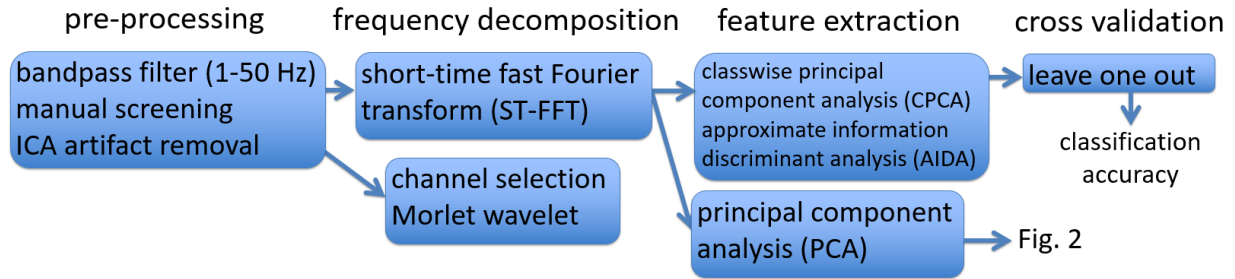 pre-processing
frequency decomposition
feature extraction
cross validation
bandpass filter (1-50 Hz)
manual screening
ICA artifact removal
short-time fast Fourier
transform (ST-FFT)
channel selection
Morlet wavelet
classwise principal
component analysis (CPCA)
approximate information
discriminant analysis (AIDA)
principal component
analysis (PCA)
leave one out
classification
accuracy
Fig. 2